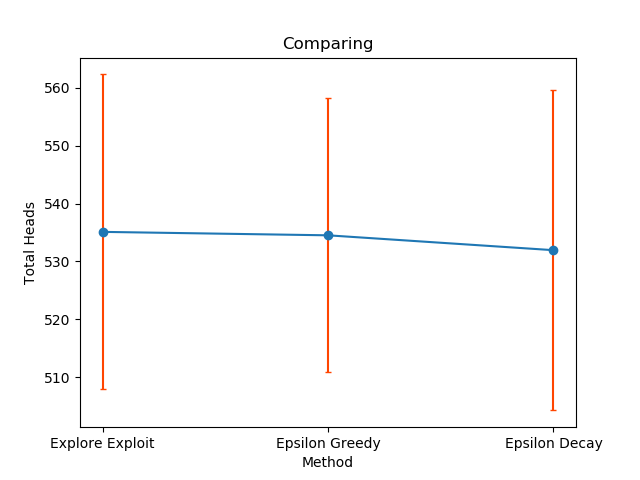 Comparing
560
550
540
530
520
510
Total Heads
Explore Exploit
Epsilon Greedy
Epsilon Decay
Method